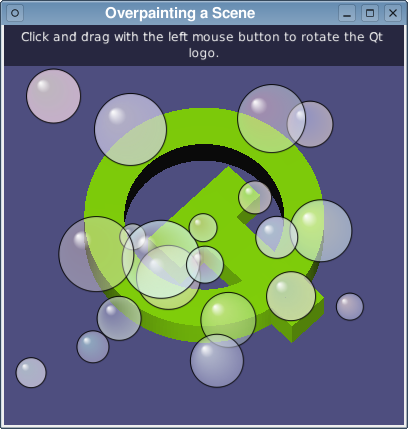 Overpainting a Scene
Click and drag with the left mouse button to rotate the Qt
logo.